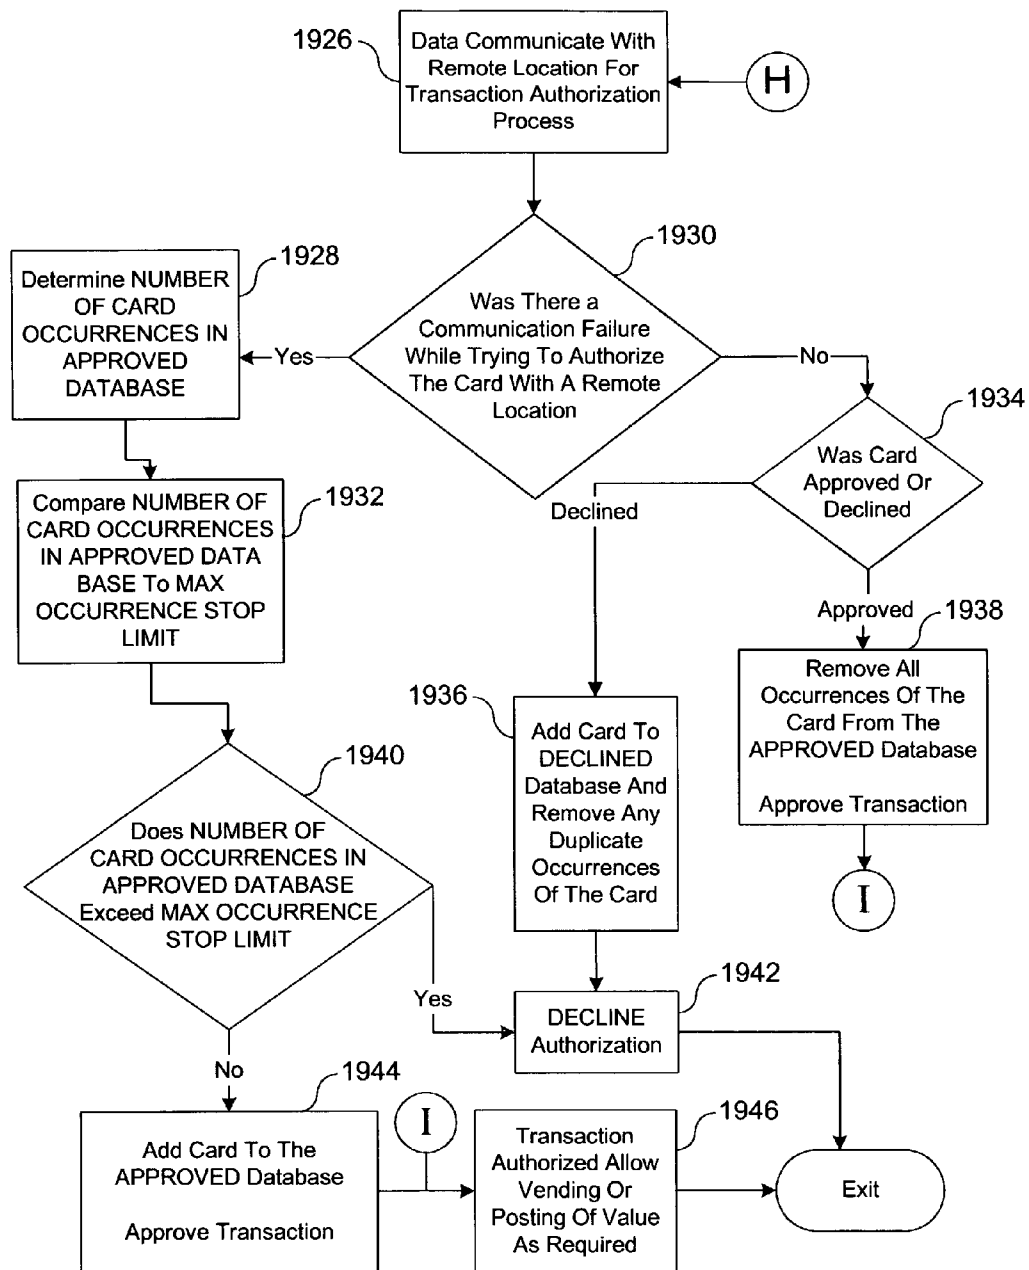 1926
Data Communicate With
Remote Location For
Transaction Authorization
Process
H
1930
Was There a
Communication Failure
While Trying To Authorize
The Card With A Remote
Location
Yes
No
1928
Determine NUMBER
OF CARD
OCCURRENCES IN
APPROVED
DATABASE
1934
Was Card
Approved Or
Declined
Declined
Approved
1932
Compare NUMBER OF
CARD OCCURRENCES
IN APPROVED DATA
BASE To MAX
OCCURRENCE STOP
LIMIT
1938
Remove All
Occurrences Of The
Card From The
APPROVED Database
Approve Transaction
I
1936
Add Card To
DECLINED
Database And
Remove Any
Duplicate
Occurrences
Of The Card
1940
Does NUMBER OF
CARD OCCURRENCES IN
APPROVED DATABASE
Exceed MAX OCCURRENCE
STOP LIMIT
Yes
No
1942
DECLINE
Authorization
1944
Add Card To The
APPROVED Database
Approve Transaction
I
1946
Transaction
Authorized Allow
Vending Or
Posting Of Value
As Required
Exit